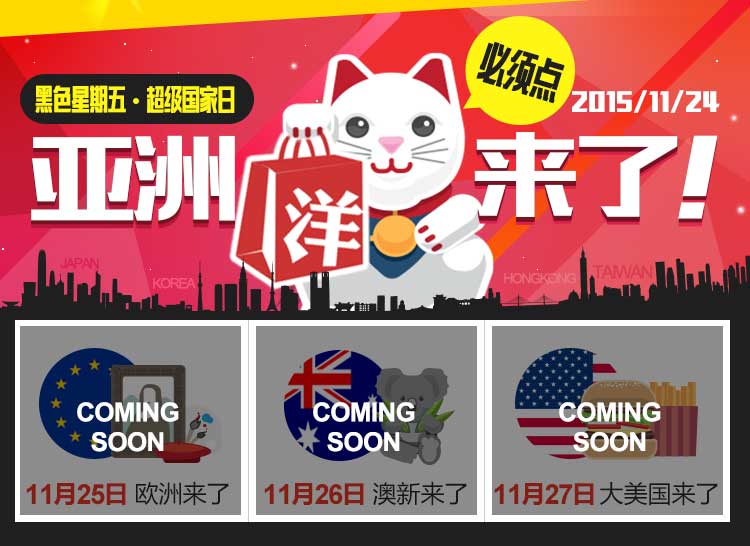 必须点
黑色星期五·超级国家日
2015/11/24
亚洲 来了!
洋
JAPAN
KOREA
HONGKONG
TAIWAN
COMING
SOON
11月25日 欧洲来了
COMING
SOON
11月26日 澳新来了
COMING
SOON
11月27日 大美国来了